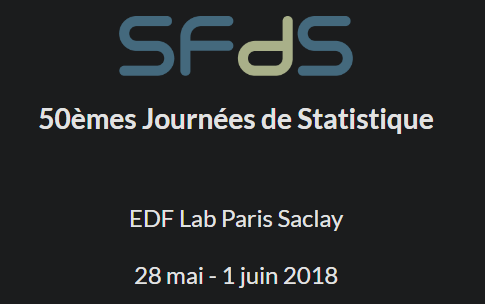 SFdS
50èmes Journées de Statistique
EDF Lab Paris Saclay
28 mai - 1 juin 2018